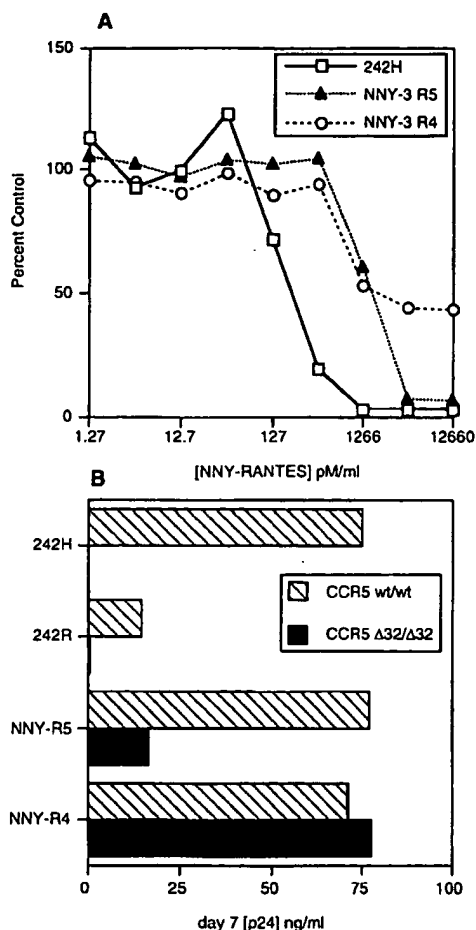 A
150
100
50
0
Percent Control
242H
NNY-3 R5
NNY-3 R4
1.27 12.7 127 1266 12660
[NNY-RANTES] pM/ml
B
242H
242R
NNY-R5
NNY-R4
CCR5 wt/wt
CCR5 Δ32/Δ32
0 25 50 75 100
day 7 [p24] ng/ml